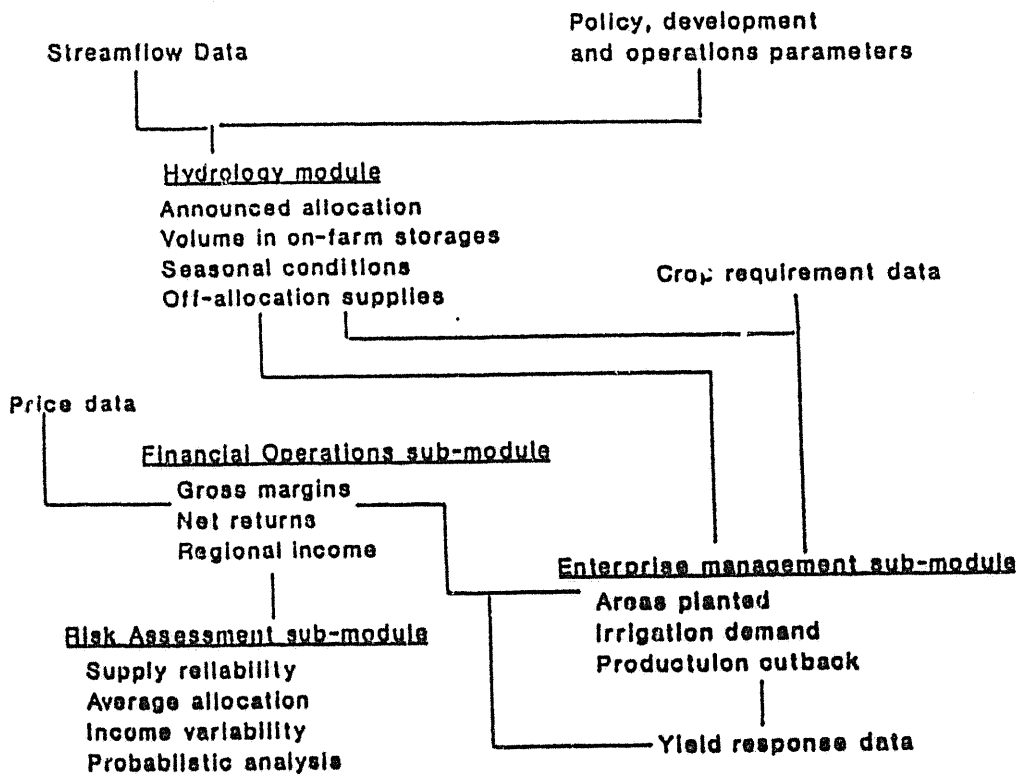 Streamflow Data
Policy, development
and operations parameters
Hydrology module
Announced allocation
Volume in on-farm storages
Seasonal conditions
Off-allocation supplies
Crop requirement data
Price data
Financial Operations sub-module
Gross margins
Net returns
Regional income
Enterprise management sub-module
Areas planted
Irrigation demand
Productuion cutback
Risk Assessment sub-module
Supply reliability
Average allocation
Income variability
Probablistic analysis
Yield response data